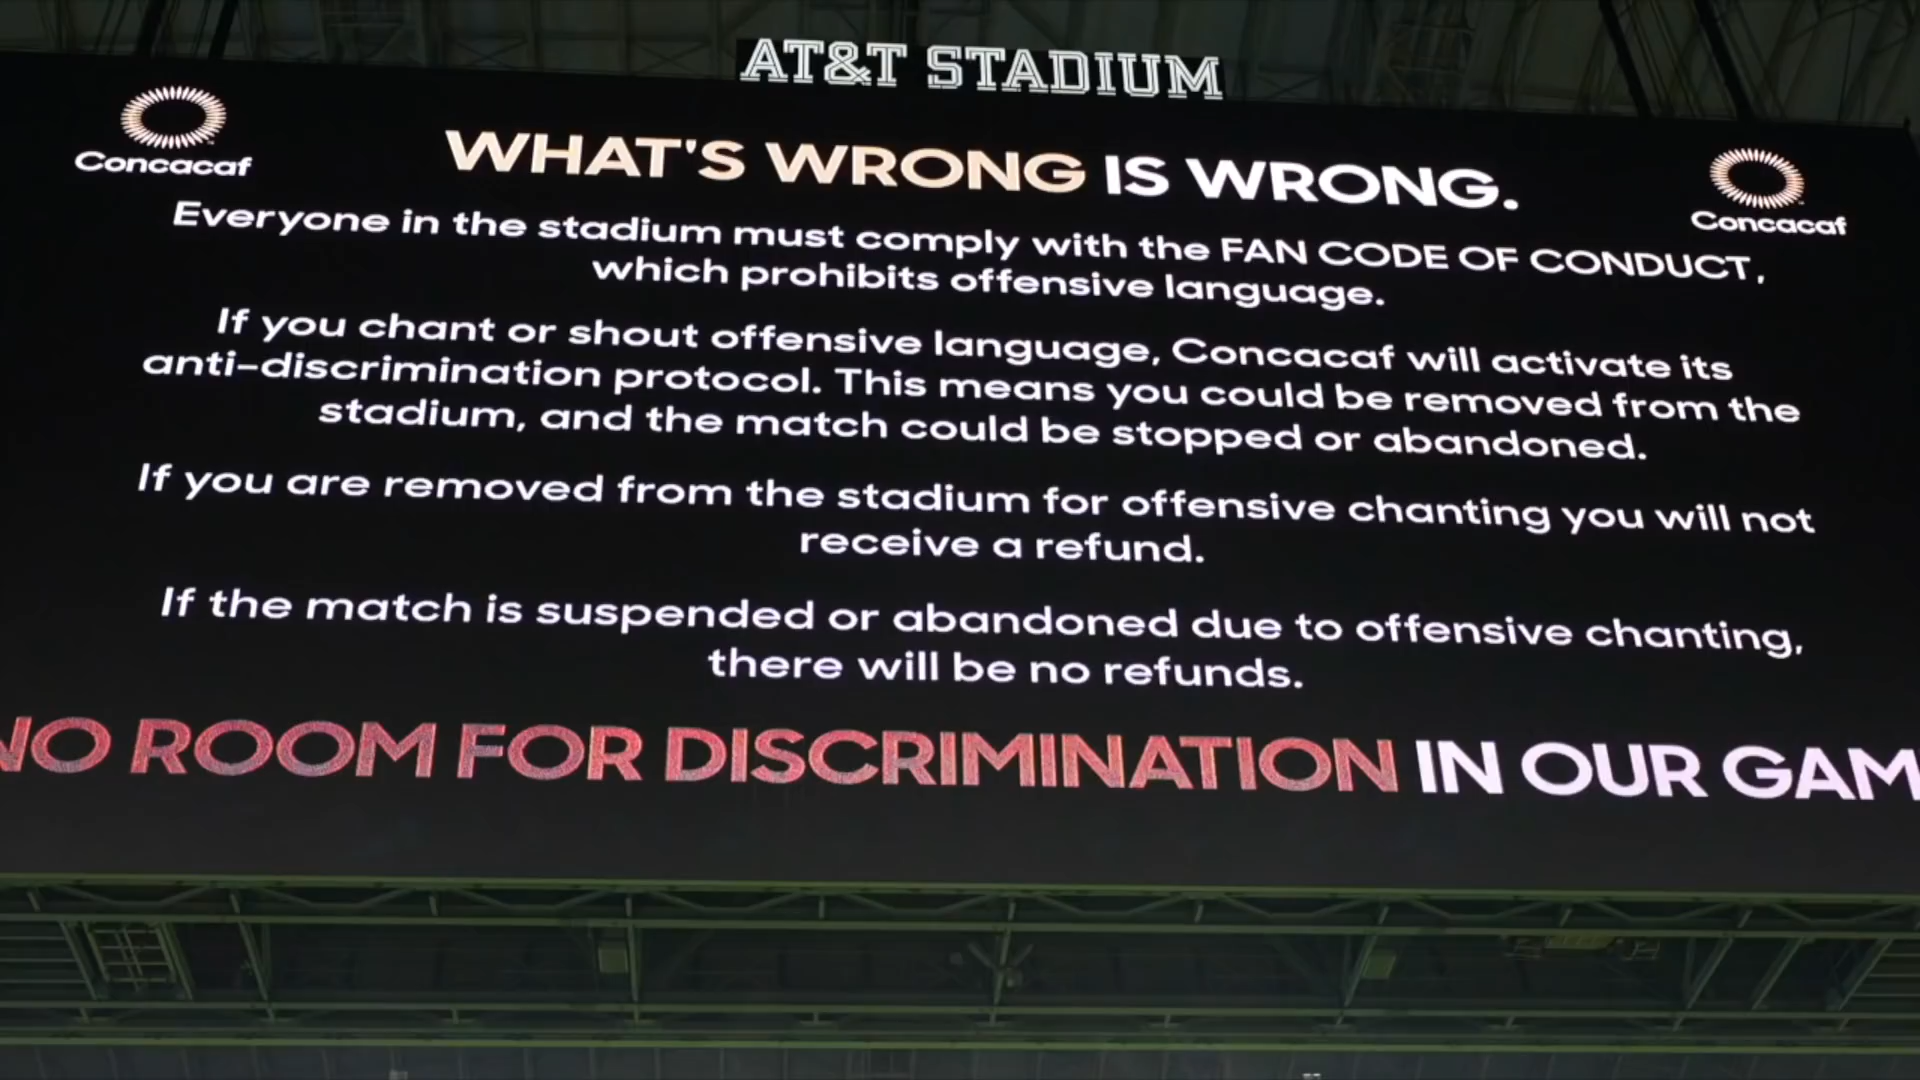 AT&T STADIUM
Concacaf
WHAT'S WRONG IS WRONG.
Concacaf
Everyone in the stadium must comply with the FAN CODE OF CONDUCT,
which prohibits offensive language.
If you chant or shout offensive language, Concacaf will activate its
anti-discrimination protocol. This means you could be removed from the
stadium, and the match could be stopped or abandoned.
If you are removed from the stadium for offensive chanting you will not
receive a refund.
If the match is suspended or abandoned due to offensive chanting,
there will be no refunds.
NO ROOM FOR DISCRIMINATION IN OUR GAM